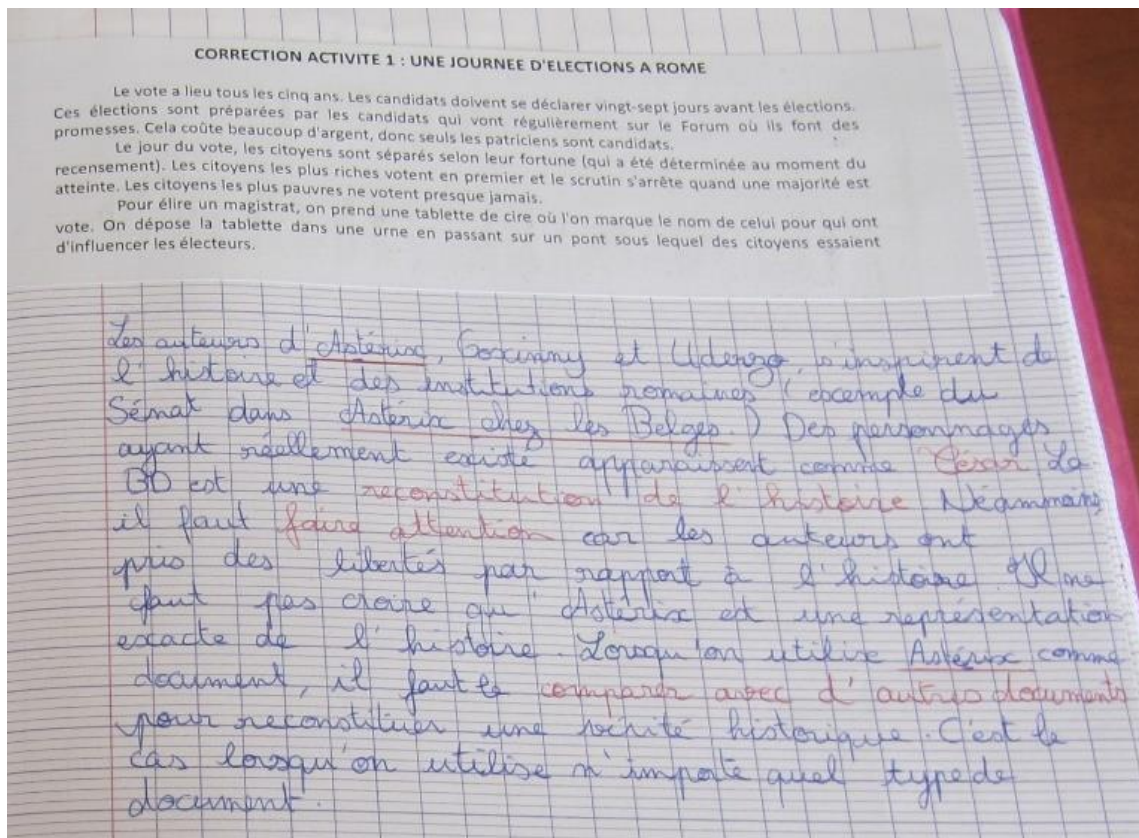 CORRECTION ACTIVITE 1 : UNE JOURNEE D'ELECTIONS A ROME
Le vote a lieu tous les cinq ans. Les candidats doivent se déclarer vingt-sept jours avant les élections.
Ces élections sont préparées par les candidats qui vont régulièrement sur le Forum où ils font des
promesses. Cela coûte beaucoup d'argent, donc seuls les patriciens sont candidats.
Le jour du vote, les citoyens sont séparés selon leur fortune (qui a été déterminée au moment du
recensement). Les citoyens les plus riches votent en premier et le scrutin s'arrête quand une majorité est
atteinte. Les citoyens les plus pauvres ne votent presque jamais.
Pour élire un magistrat, on prend une tablette de cire où l'on marque le nom de celui pour qui ont
vote. On dépose la tablette dans une urne en passant sur un pont sous lequel des citoyens essaient
d'influencer les électeurs.
Les auteurs d'Astérix, Goscinny et Uderzo, s'inspirent de
l'histoire et des institutions romaines (exemple du
Sénat dans Astérix chez les Belges.) Des personnages
ayant réellement existé apparaissent comme César La
BD est une reconstitution de l'histoire Néammoins
il faut faire attention car les auteurs ont
pris des libertés par rapport à l'histoire. Il ne
faut pas croire qu'Astérix est une représentation
exacte de l'histoire. Lorsqu'on utilise Astérix comme
document, il faut le comparer avec d'autres documents
pour reconstituer une vérité historique. C'est le
cas lorsqu'on utilise n'importe quel type de
document.